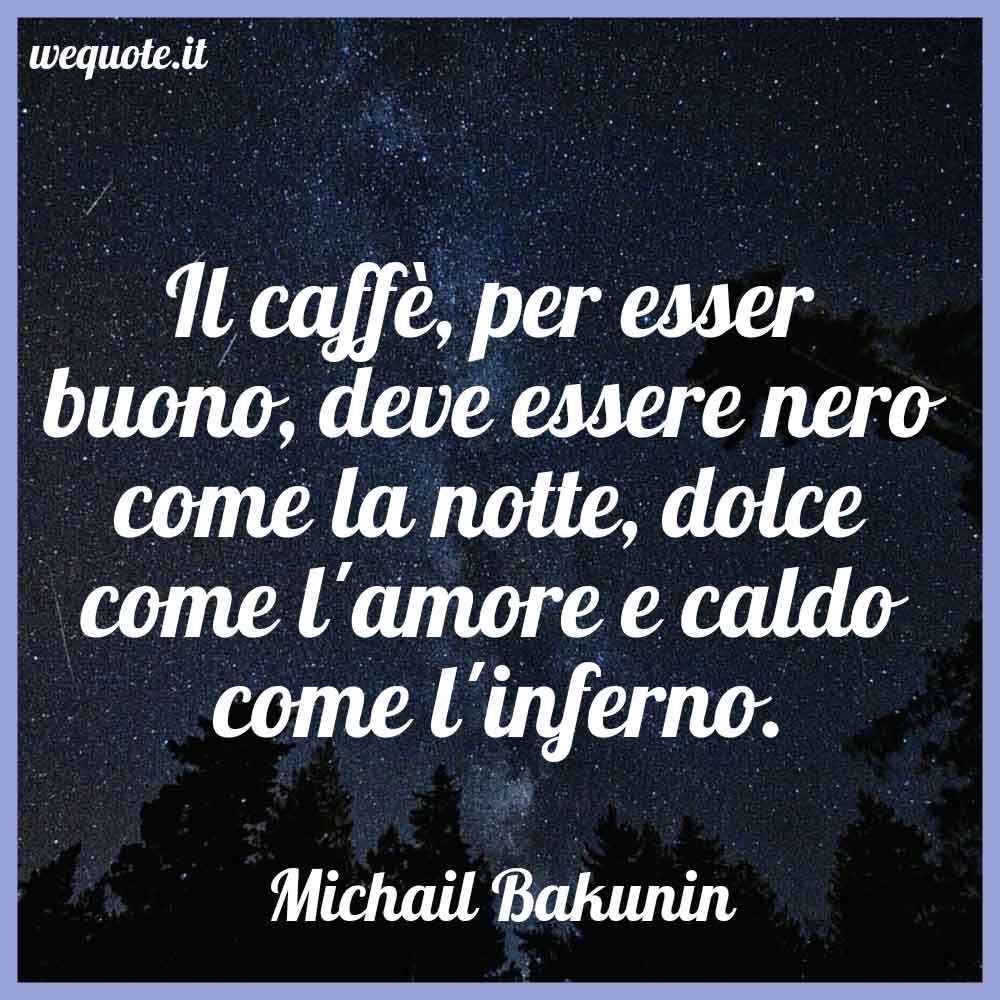 wequote.it
Il caffè, per esser
buono, deve essere nero
come la notte, dolce
come l'amore e caldo
come l'inferno.
Michail Bakunin